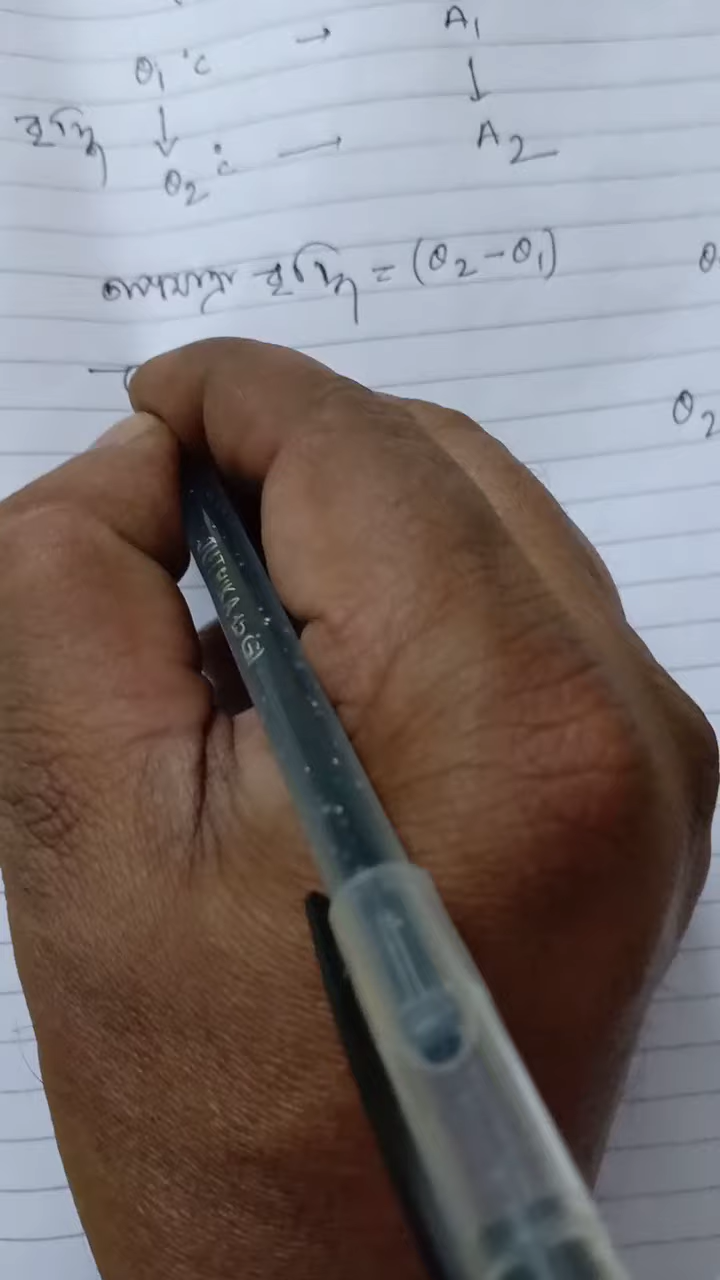 θ₁ °c → A₁
↓ ↓
বৃদ্ধি
θ₂ °c → A₂
তাপমাত্রা বৃদ্ধি = (θ₂ - θ₁)
θ₂